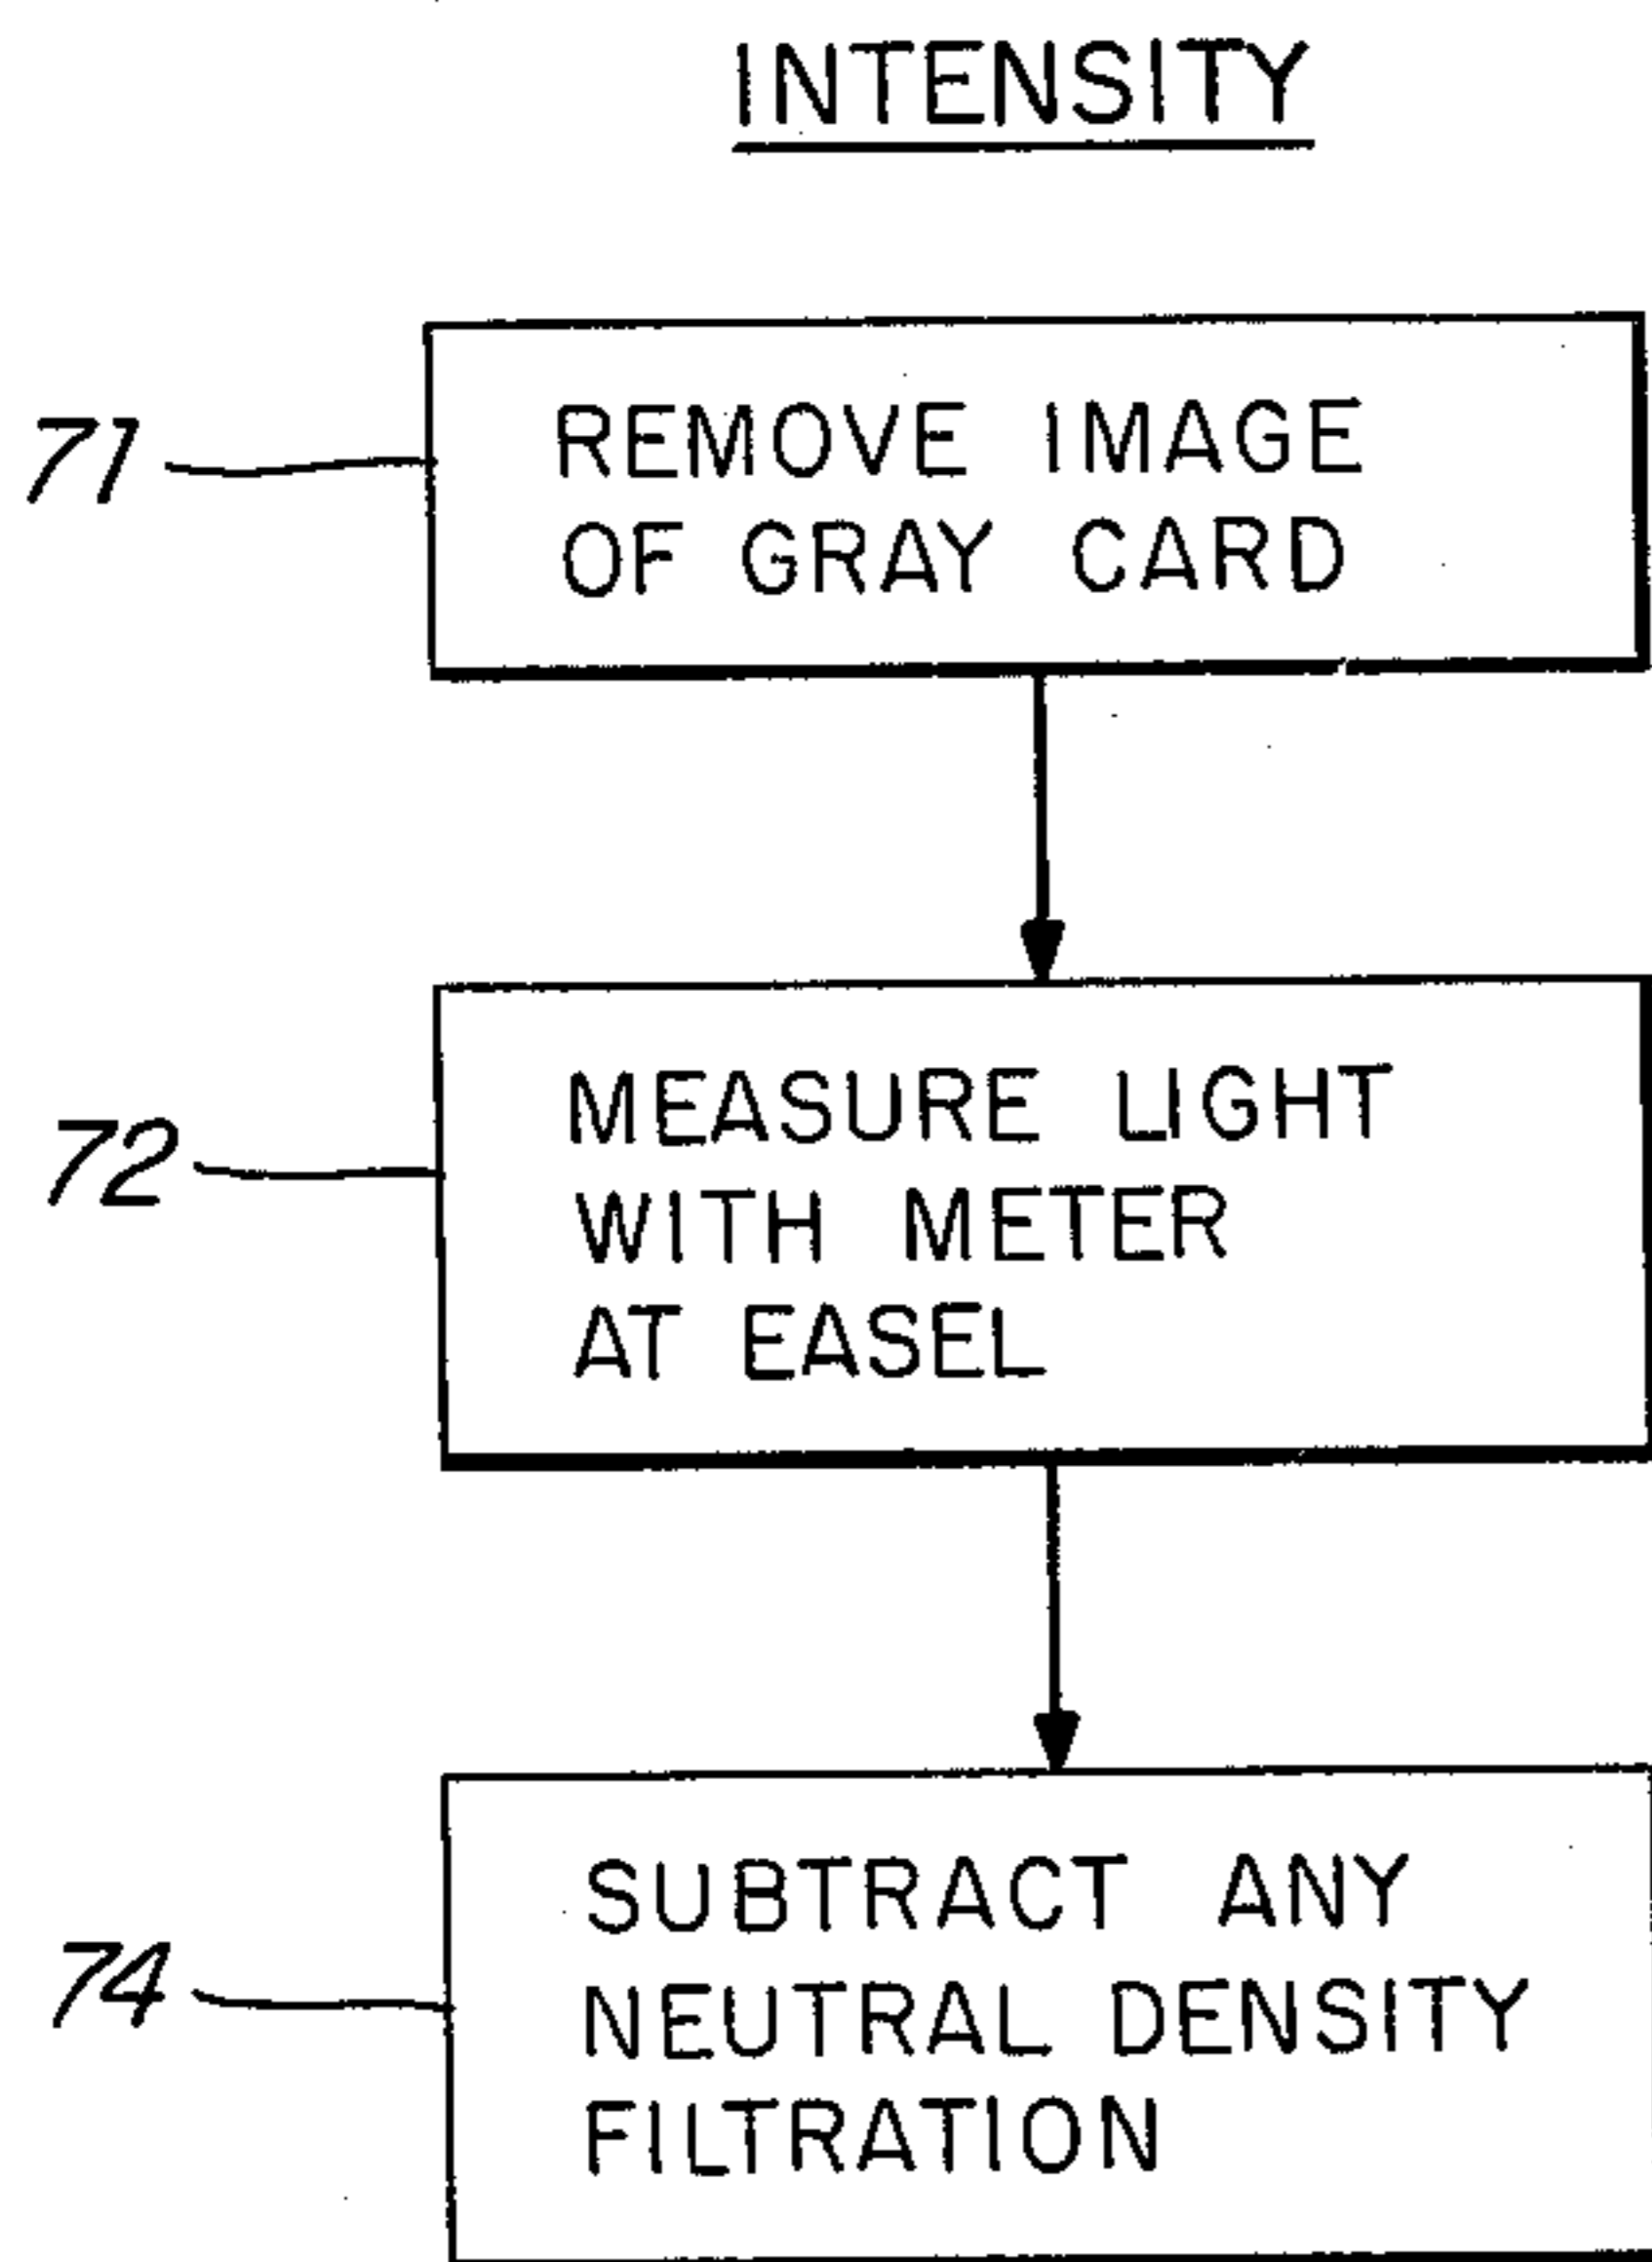 INTENSITY
71
REMOVE IMAGE
OF GRAY CARD
72
MEASURE LIGHT
WITH METER
AT EASEL
74
SUBTRACT ANY
NEUTRAL DENSITY
FILTRATION